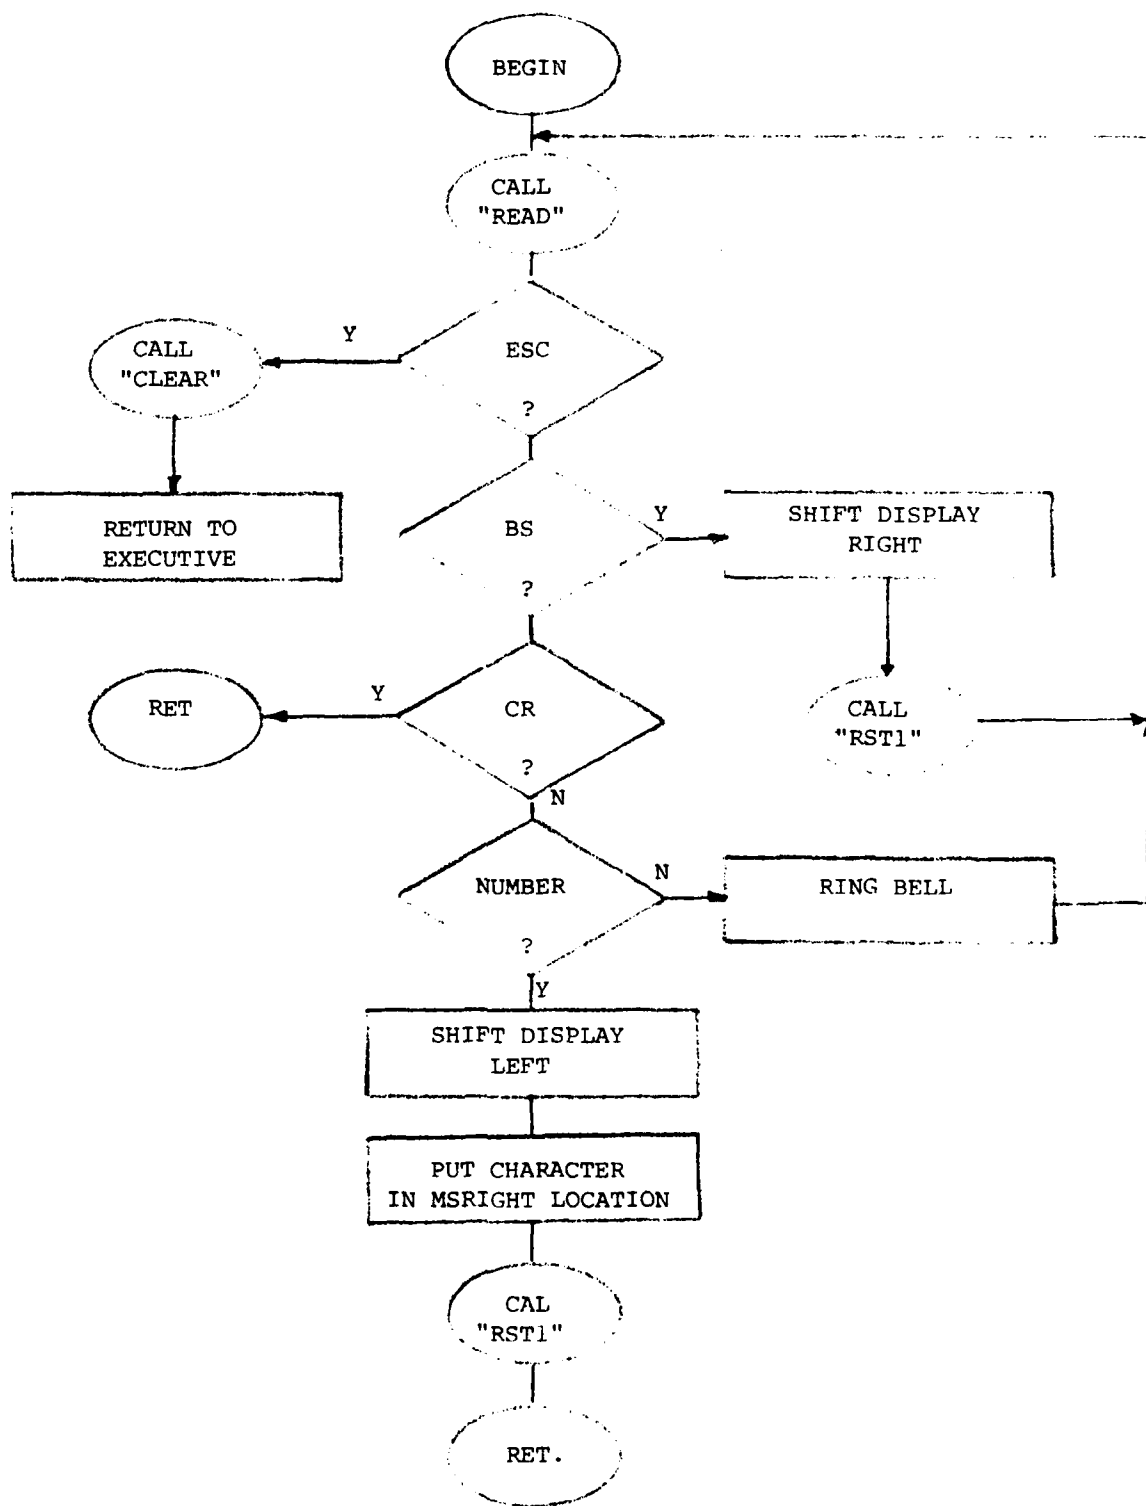 BEGIN
CALL
"READ"
Y
ESC
?
CALL
"CLEAR"
RETURN TO
EXECUTIVE
BS
?
Y
SHIFT DISPLAY
RIGHT
RET
Y
CR
?
N
CALL
"RST1"
NUMBER
?
N
RING BELL
Y
SHIFT DISPLAY
LEFT
PUT CHARACTER
IN MSRIGHT LOCATION
CAL
"RST1"
RET.